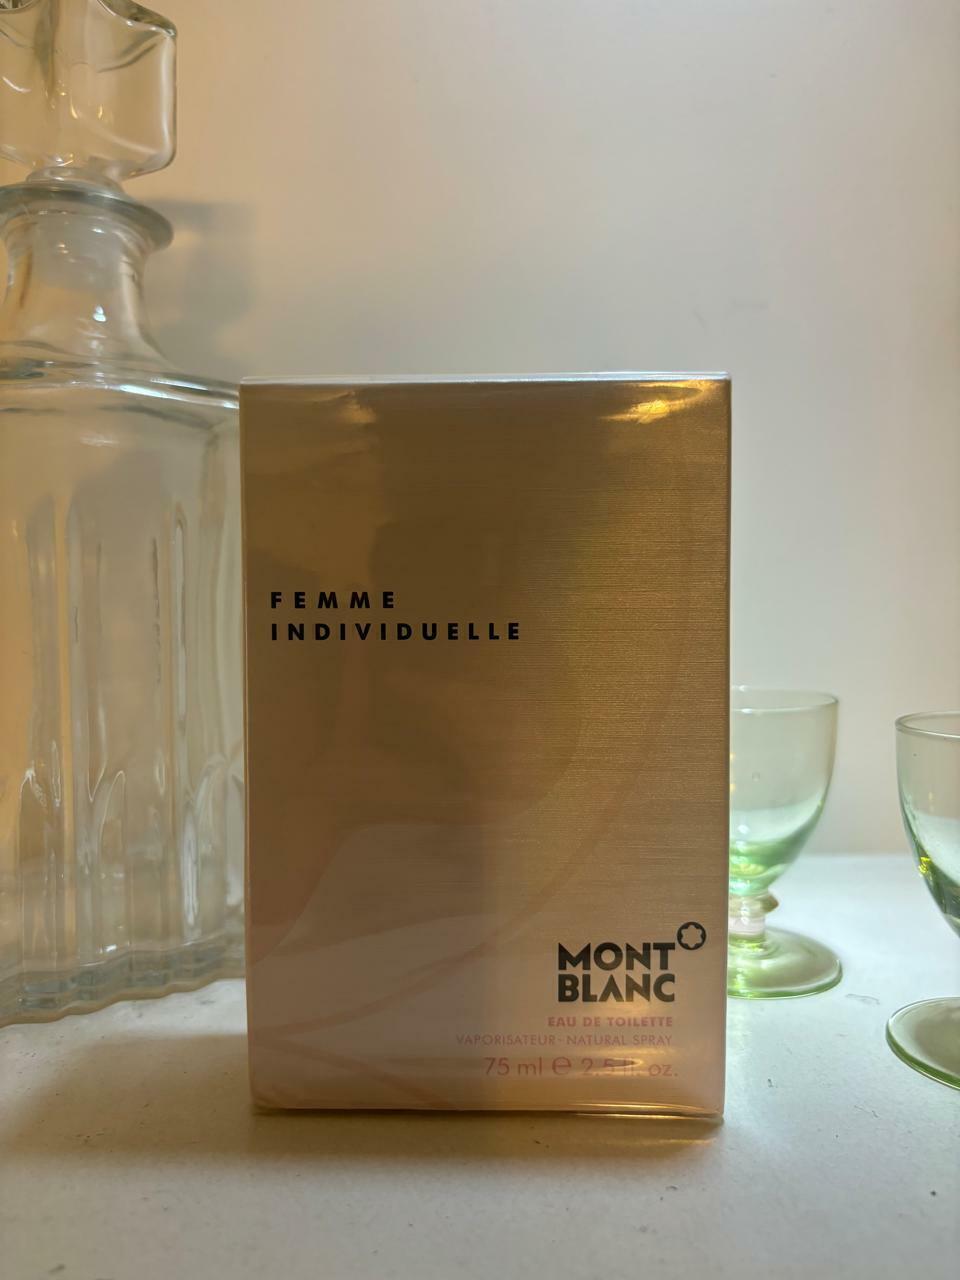 FEMME
INDIVIDUELLE
MONT
BLANC
EAU DE TOILETTE
VAPORISATEUR - NATURAL SPRAY
75 ml ℮ 2.5 fl. oz.